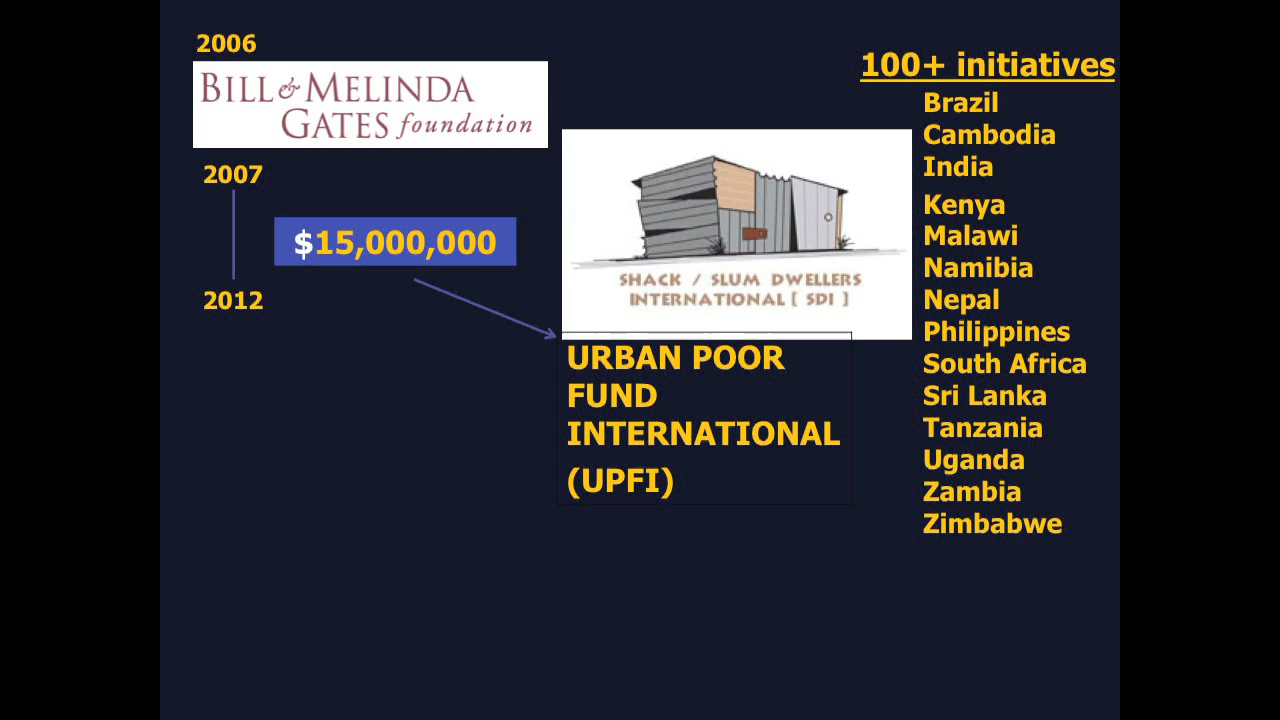 2006
BILL & MELINDA
GATES foundation
2007
$15,000,000
2012
SHACK / SLUM DWELLERS
INTERNATIONAL [ SDI ]
URBAN POOR
FUND
INTERNATIONAL
(UPFI)
100+ initiatives
Brazil
Cambodia
India
Kenya
Malawi
Namibia
Nepal
Philippines
South Africa
Sri Lanka
Tanzania
Uganda
Zambia
Zimbabwe